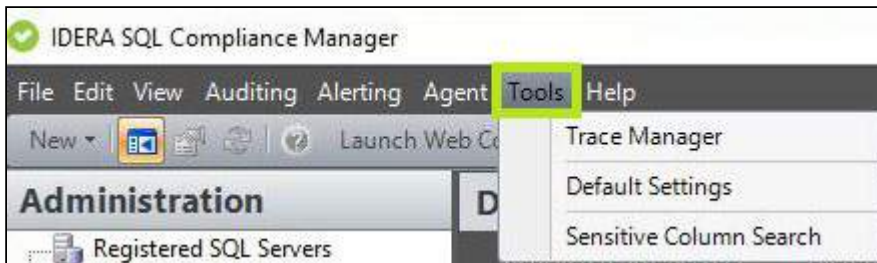 IDERA SQL Compliance Manager
File Edit View Auditing Alerting Agent Tools Help
New Launch Web Co
Trace Manager
Administration
D
Default Settings
Registered SQL Servers
Sensitive Column Search